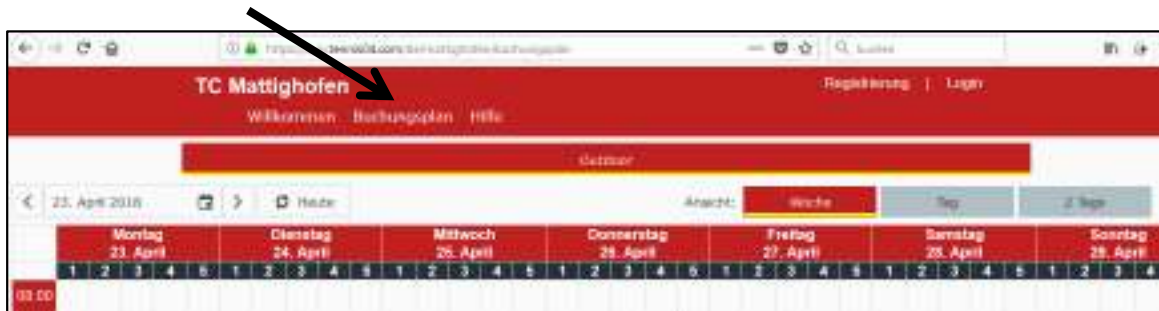 Suchen
TC Mattighofen
Registrierung | Login
Willkommen Buchungsplan Hilfe
Outdoor
23. April 2018 Heute Ansicht: Woche Tag 2 Tage
Montag Dienstag Mittwoch Donnerstag Freitag Samstag Sonntag
23. April 24. April 25. April 26. April 27. April 28. April 29. April
1 2 3 4 5 1 2 3 4 5 1 2 3 4 5 1 2 3 4 5 1 2 3 4 5 1 2 3 4 5 1 2 3 4